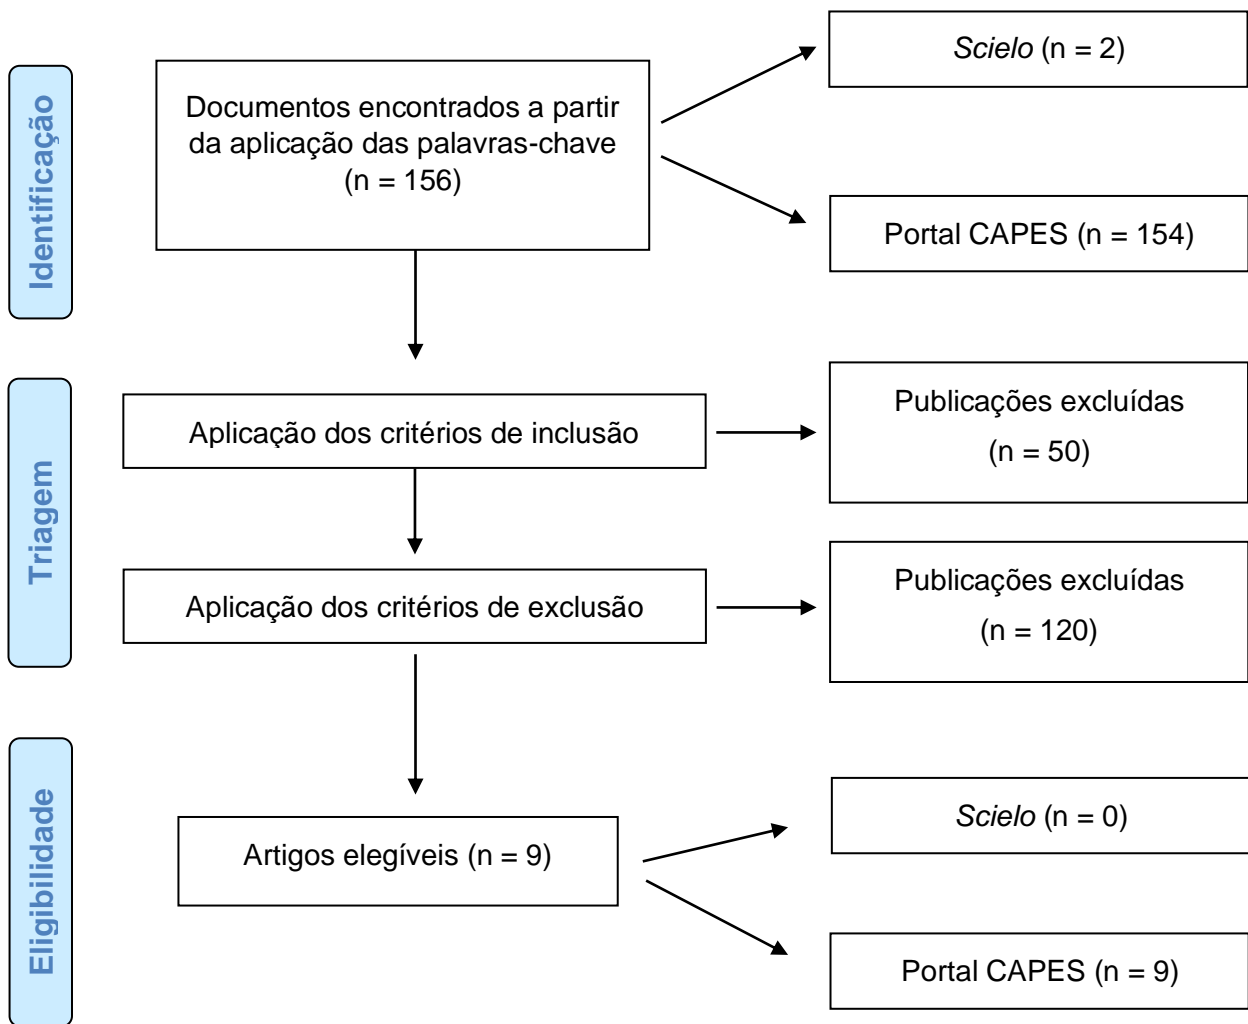 Identificação
Documentos encontrados a partir
da aplicação das palavras-chave
(n = 156)
Scielo (n = 2)
Portal CAPES (n = 154)
Triagem
Aplicação dos critérios de inclusão
Publicações excluídas
(n = 50)
Aplicação dos critérios de exclusão
Publicações excluídas
(n = 120)
Eligibilidade
Artigos elegíveis (n = 9)
Scielo (n = 0)
Portal CAPES (n = 9)